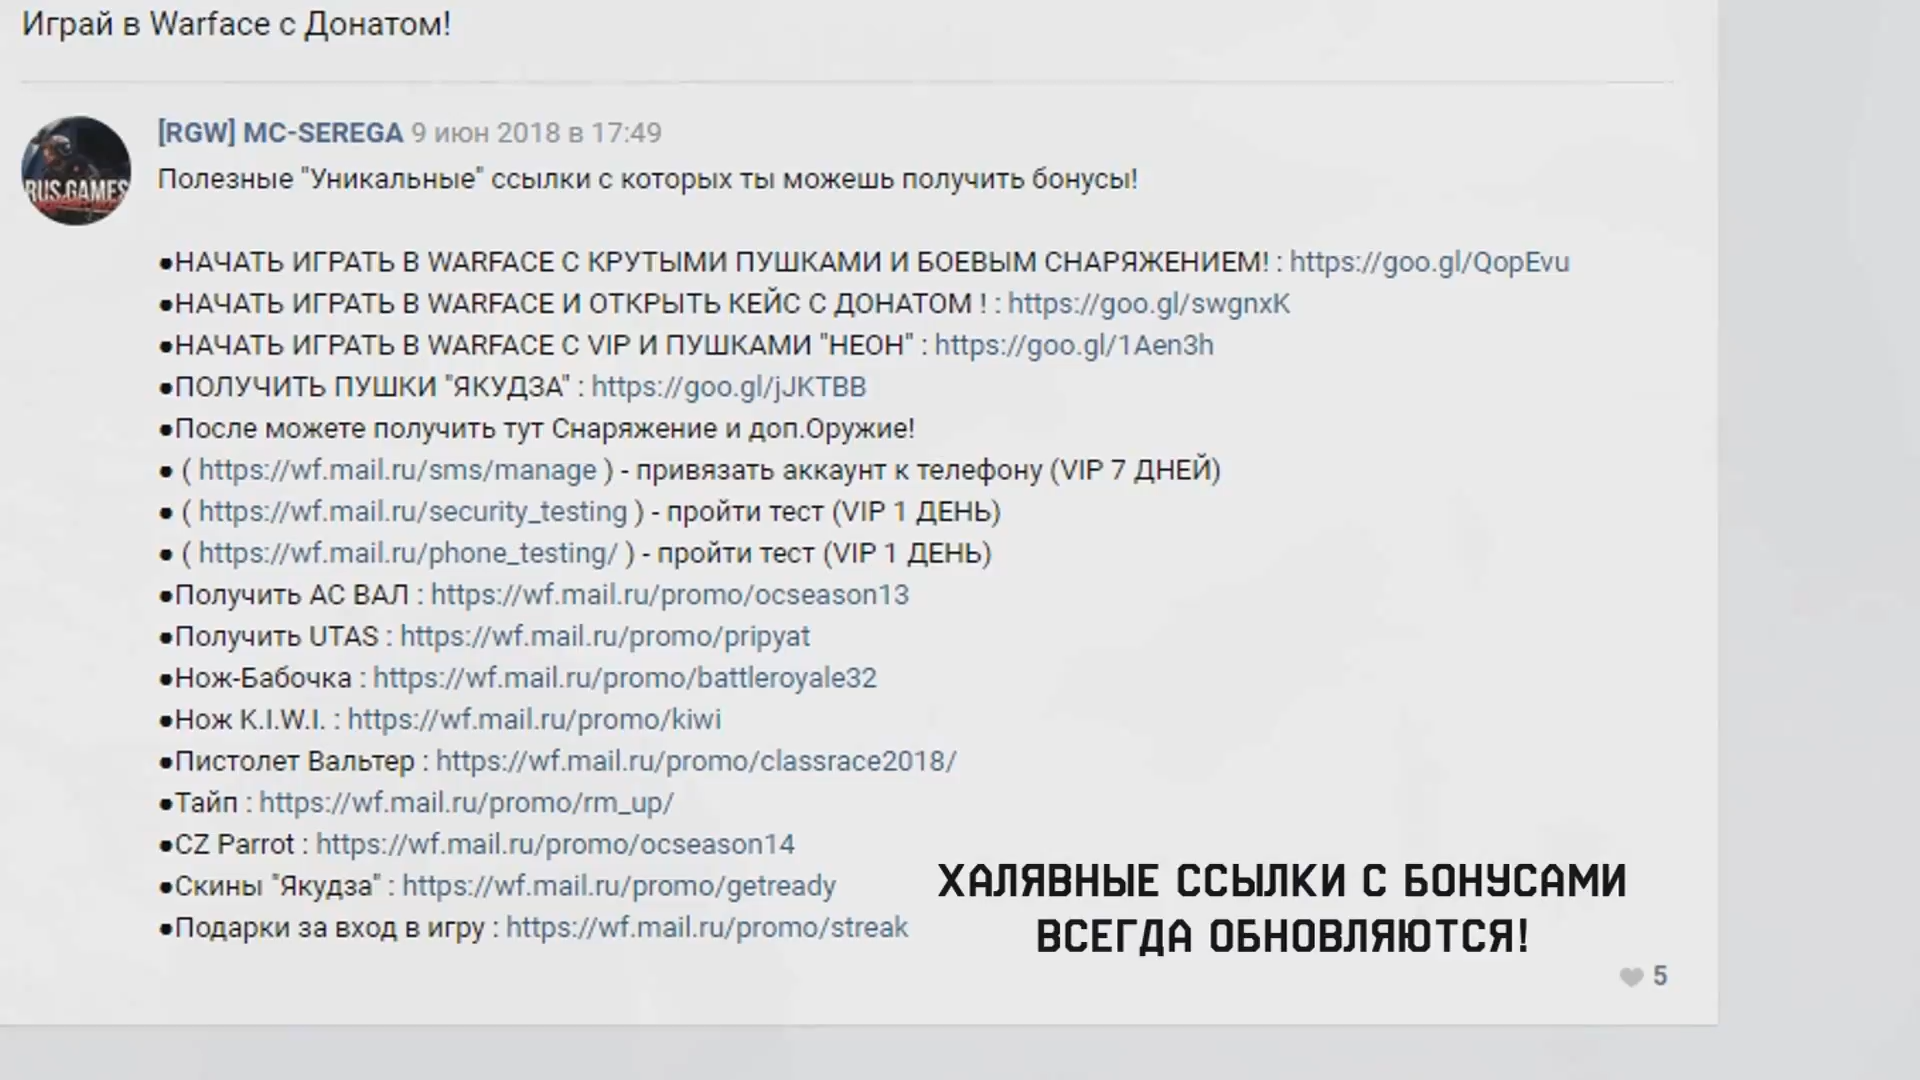 Играй в Warface с Донатом!
[RGW] MC-SEREGA 9 июн 2018 в 17:49
RUS.GAMES
Полезные "Уникальные" ссылки с которых ты можешь получить бонусы!
●НАЧАТЬ ИГРАТЬ В WARFACE С КРУТЫМИ ПУШКАМИ И БОЕВЫМ СНАРЯЖЕНИЕМ! : https://goo.gl/QopEvu
●НАЧАТЬ ИГРАТЬ В WARFACE И ОТКРЫТЬ КЕЙС С ДОНАТОМ ! : https://goo.gl/swgnxK
●НАЧАТЬ ИГРАТЬ В WARFACE С VIP И ПУШКАМИ "НЕОН" : https://goo.gl/1Aen3h
●ПОЛУЧИТЬ ПУШКИ "ЯКУДЗА" : https://goo.gl/jJKTBB
●После можете получить тут Снаряжение и доп.Оружие!
● ( https://wf.mail.ru/sms/manage ) - привязать аккаунт к телефону (VIP 7 ДНЕЙ)
● ( https://wf.mail.ru/security_testing ) - пройти тест (VIP 1 ДЕНЬ)
● ( https://wf.mail.ru/phone_testing/ ) - пройти тест (VIP 1 ДЕНЬ)
●Получить АС ВАЛ : https://wf.mail.ru/promo/ocseason13
●Получить UTAS : https://wf.mail.ru/promo/pripyat
●Нож-Бабочка : https://wf.mail.ru/promo/battleroyale32
●Нож K.I.W.I. : https://wf.mail.ru/promo/kiwi
●Пистолет Вальтер : https://wf.mail.ru/promo/classrace2018/
●Тайп : https://wf.mail.ru/promo/rm_up/
●CZ Parrot : https://wf.mail.ru/promo/ocseason14
●Скины "Якудза" : https://wf.mail.ru/promo/getready
●Подарки за вход в игру : https://wf.mail.ru/promo/streak
ХАЛЯВНЫЕ ССЫЛКИ С БОНУСАМИ
ВСЕГДА ОБНОВЛЯЮТСЯ!
5